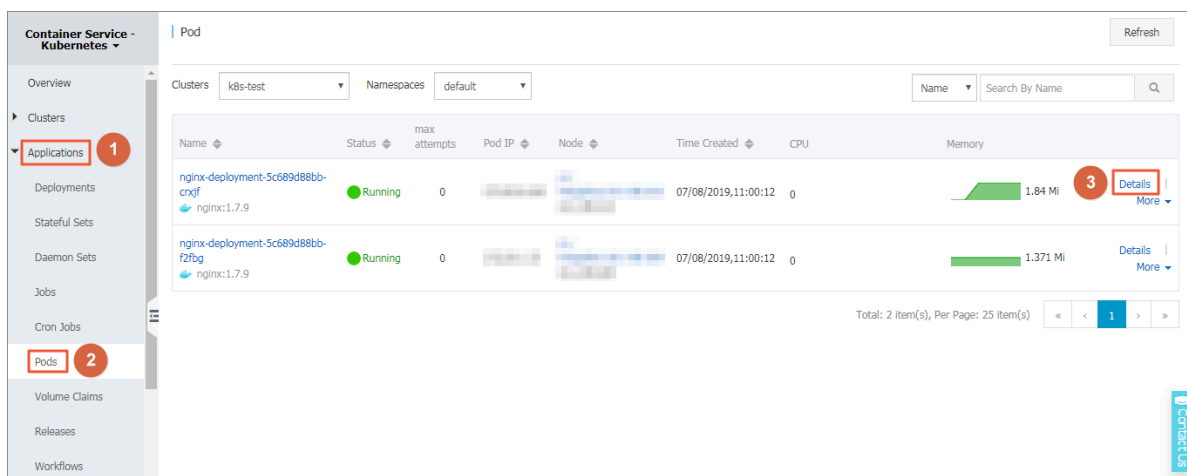 Container Service -
Kubernetes
Pod
Refresh
Overview
Clusters
Applications
1
Deployments
Stateful Sets
Daemon Sets
Jobs
Cron Jobs
Pods
2
Volume Claims
Releases
Workflows
Clusters
k8s-test
Namespaces
default
Name
Search By Name
Name
Status
max
attempts
Pod IP
Node
Time Created
CPU
Memory
nginx-deployment-5c689d88bb-
crxjf
nginx:1.7.9
Running
0
07/08/2019,11:00:12
0
1.84 Mi
3
Details
More
nginx-deployment-5c689d88bb-
f2fbg
nginx:1.7.9
Running
0
07/08/2019,11:00:12
0
1.371 Mi
Details
More
Total: 2 item(s), Per Page: 25 item(s)
« ‹ 1 › »
Contact Us